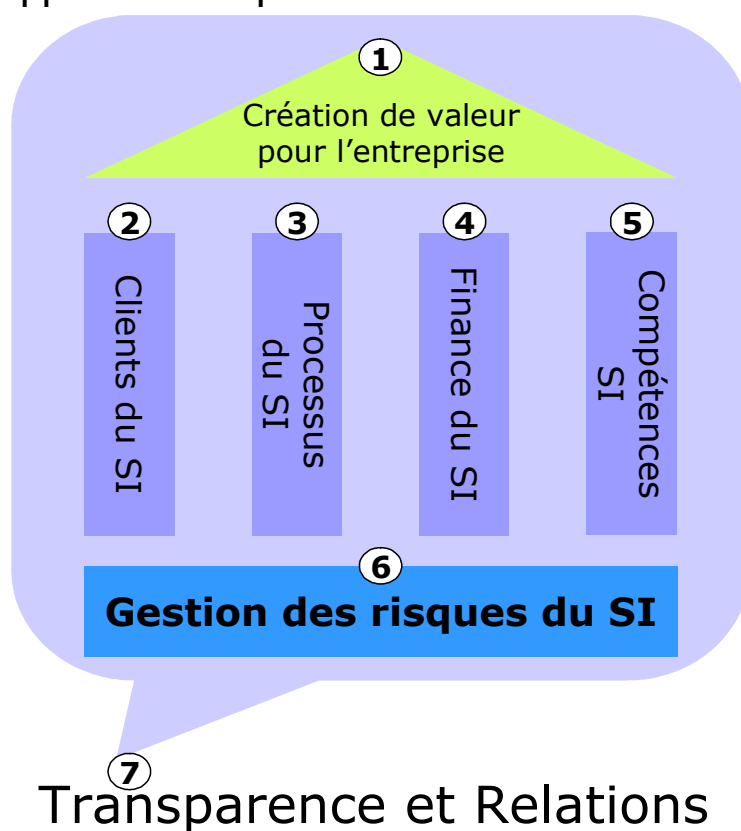 1
Création de valeur
pour l'entreprise
2
Clients du SI
3
Processus
du SI
4
Finance du SI
5
Compétences
SI
6
Gestion des risques du SI
7
Transparence et Relations